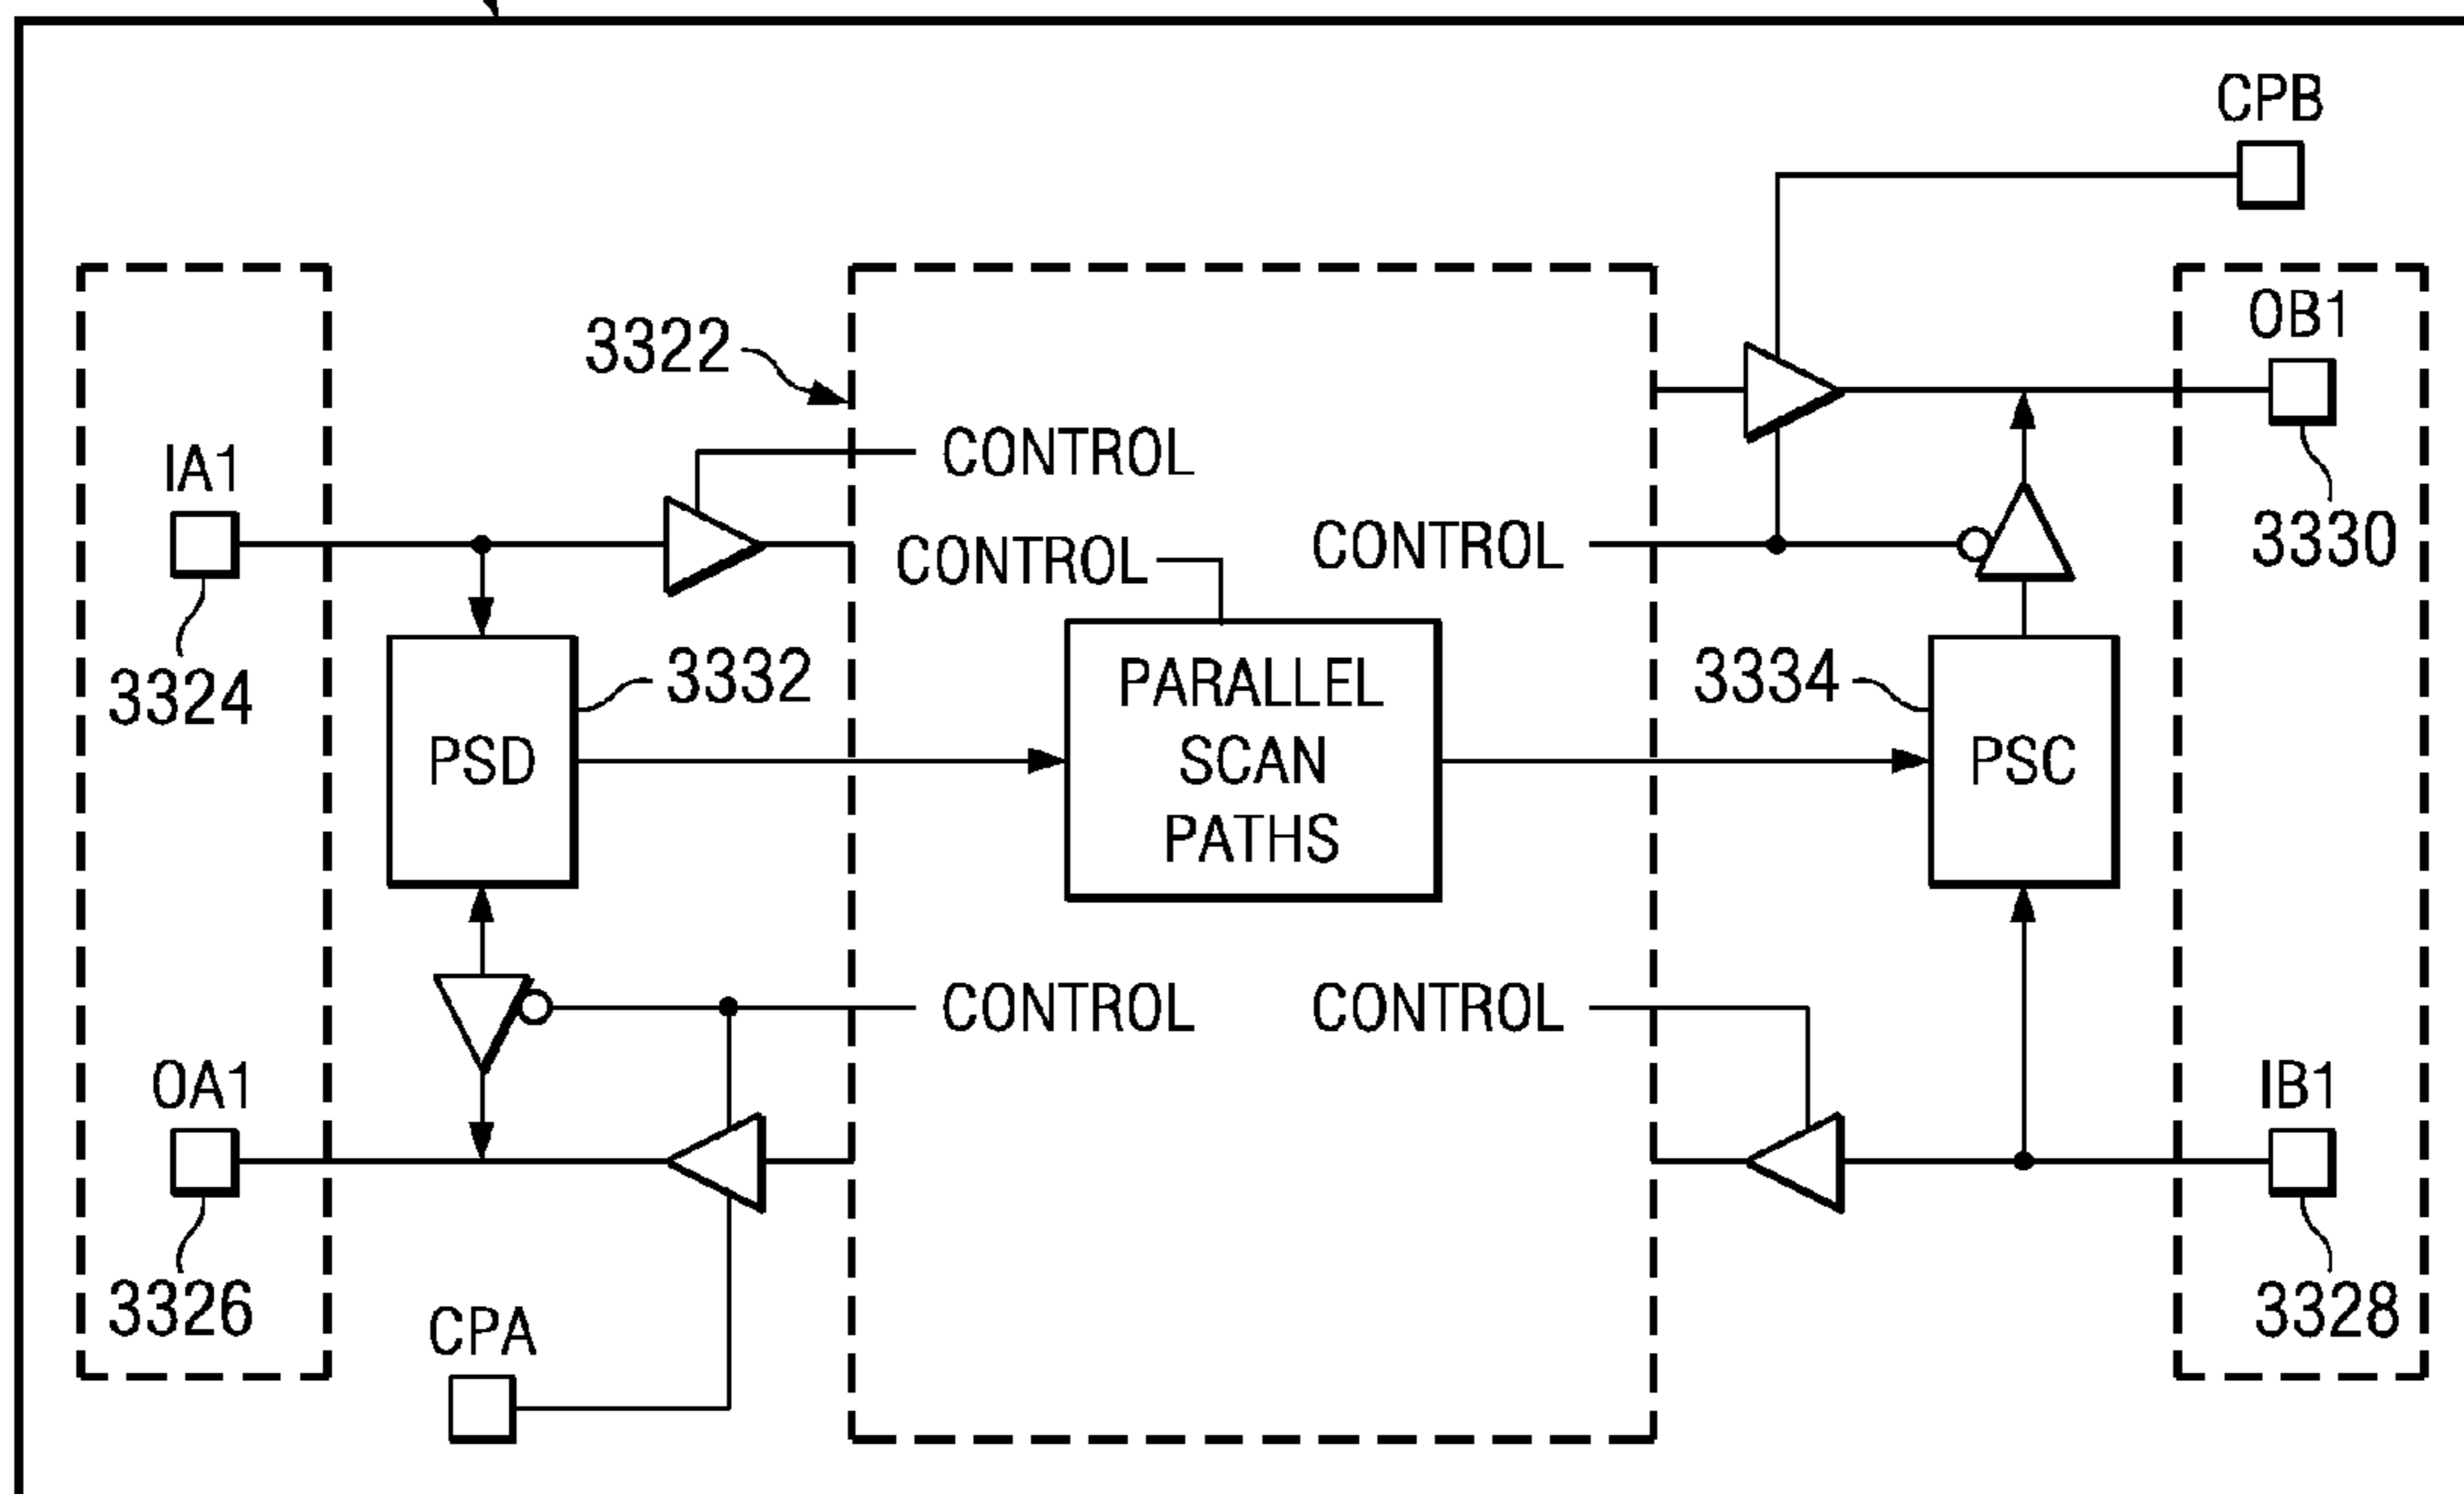 CPB
OB1
3322
CONTROL
IA1
CONTROL
CONTROL
3330
3324
3332
PARALLEL
SCAN
PATHS
3334
PSD
PSC
CONTROL
CONTROL
OA1
IB1
3326
CPA
3328